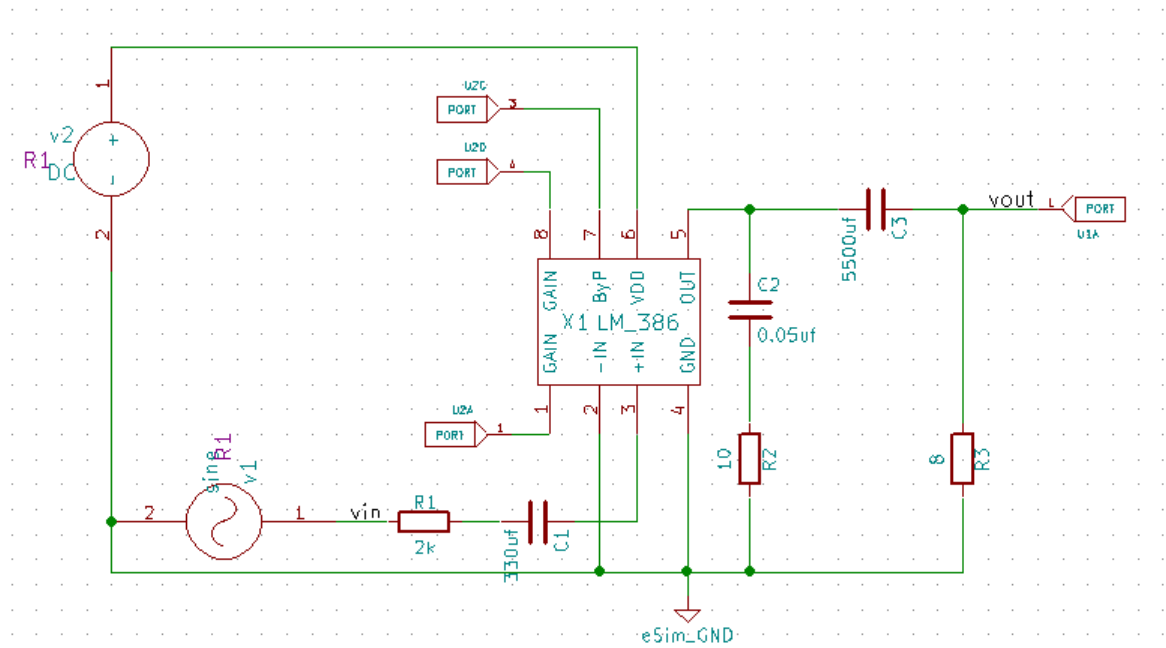 1
v2
+
R1
DC
-
2
U2C
PORT
3
U2D
PORT
4
8
7
6
5
GAIN
ByP
VDD
OUT
X1 LM_386
GAIN
-IN
+IN
GND
1
2
3
4
U2A
PORT
1
C2
0.05uf
5500uf
C3
vout
1
PORT
U1A
10
R2
8
R3
R1
sine
v1
2
1
vin
R1
2k
330uf
C1
eSim_GND